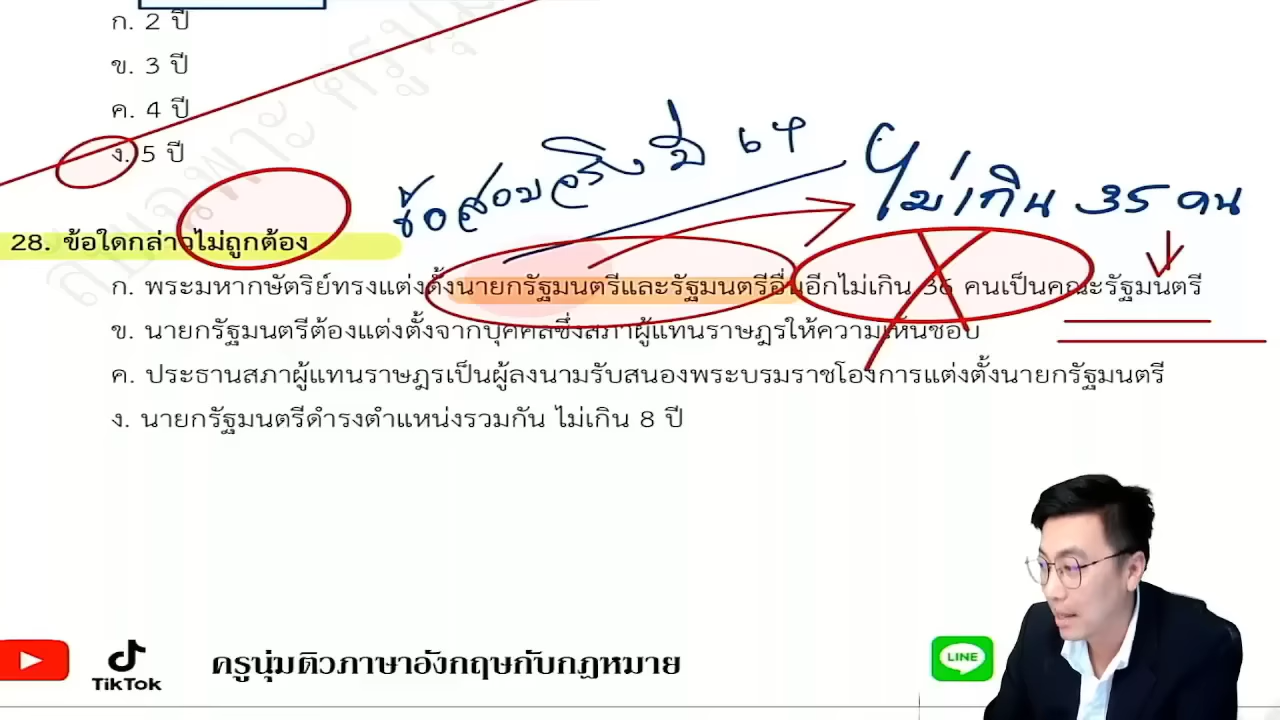 ก. 2 ปี
ข. 3 ปี
ค. 4 ปี
ง. 5 ปี
ข้อสอบจริง ปี 64
ไม่เกิน 35 คน
28. ข้อใดกล่าวไม่ถูกต้อง
ก. พระมหากษัตริย์ทรงแต่งตั้งนายกรัฐมนตรีและรัฐมนตรีอื่นอีกไม่เกิน 36 คนเป็นคณะรัฐมนตรี
ข. นายกรัฐมนตรีต้องแต่งตั้งจากบุคคลซึ่งสภาผู้แทนราษฎรให้ความเห็นชอบ
ค. ประธานสภาผู้แทนราษฎรเป็นผู้ลงนามรับสนองพระบรมราชโองการแต่งตั้งนายกรัฐมนตรี
ง. นายกรัฐมนตรีดำรงตำแหน่งรวมกัน ไม่เกิน 8 ปี
TikTok
ครูนุ่มติวภาษาอังกฤษกับกฎหมาย
LINE